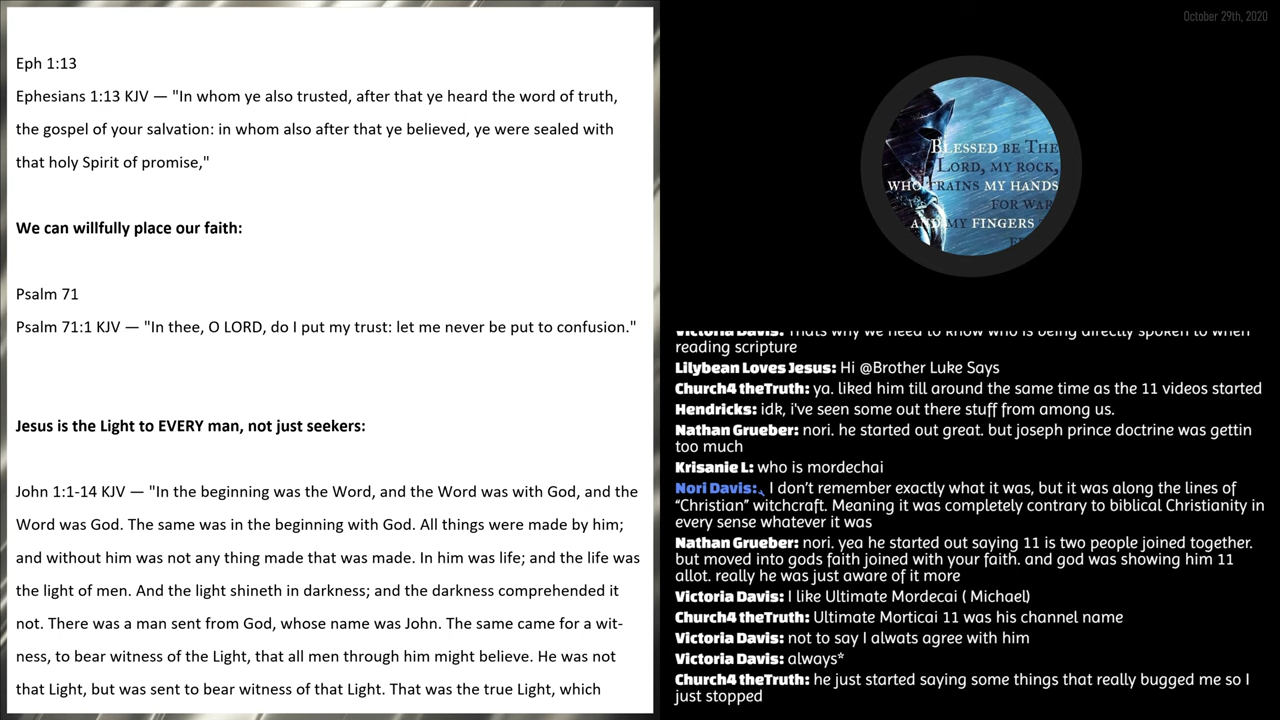 Eph 1:13
Ephesians 1:13 KJV — "In whom ye also trusted, after that ye heard the word of truth,
the gospel of your salvation: in whom also after that ye believed, ye were sealed with
that holy Spirit of promise,"
We can willfully place our faith:
Psalm 71
Psalm 71:1 KJV — "In thee, O LORD, do I put my trust: let me never be put to confusion."
Jesus is the Light to EVERY man, not just seekers:
John 1:1-14 KJV — "In the beginning was the Word, and the Word was with God, and the
Word was God. The same was in the beginning with God. All things were made by him;
and without him was not any thing made that was made. In him was life; and the life was
the light of men. And the light shineth in darkness; and the darkness comprehended it
not. There was a man sent from God, whose name was John. The same came for a wit-
ness, to bear witness of the Light, that all men through him might believe. He was not
that Light, but was sent to bear witness of that Light. That was the true Light, which
October 29th, 2020
BLESSED BE THE
LORD, MY ROCK,
WHO TRAINS MY HANDS
FOR WAR
AND MY FINGERS
Victoria Davis: Thats why we need to know who is being directly spoken to when
reading scripture
Lilybean Loves Jesus: Hi @Brother Luke Says
Church4 theTruth: ya. liked him till around the same time as the 11 videos started
Hendricks: idk, i've seen some out there stuff from among us.
Nathan Grueber: nori. he started out great. but joseph prince doctrine was gettin
too much
Krisanie L: who is mordechai
Nori Davis: I don't remember exactly what it was, but it was along the lines of
“Christian” witchcraft. Meaning it was completely contrary to biblical Christianity in
every sense whatever it was
Nathan Grueber: nori. yea he started out saying 11 is two people joined together.
but moved into gods faith joined with your faith. and god was showing him 11
allot. really he was just aware of it more
Victoria Davis: I like Ultimate Mordecai ( Michael)
Church4 theTruth: Ultimate Morticai 11 was his channel name
Victoria Davis: not to say I alwats agree with him
Victoria Davis: always*
Church4 theTruth: he just started saying some things that really bugged me so I
just stopped